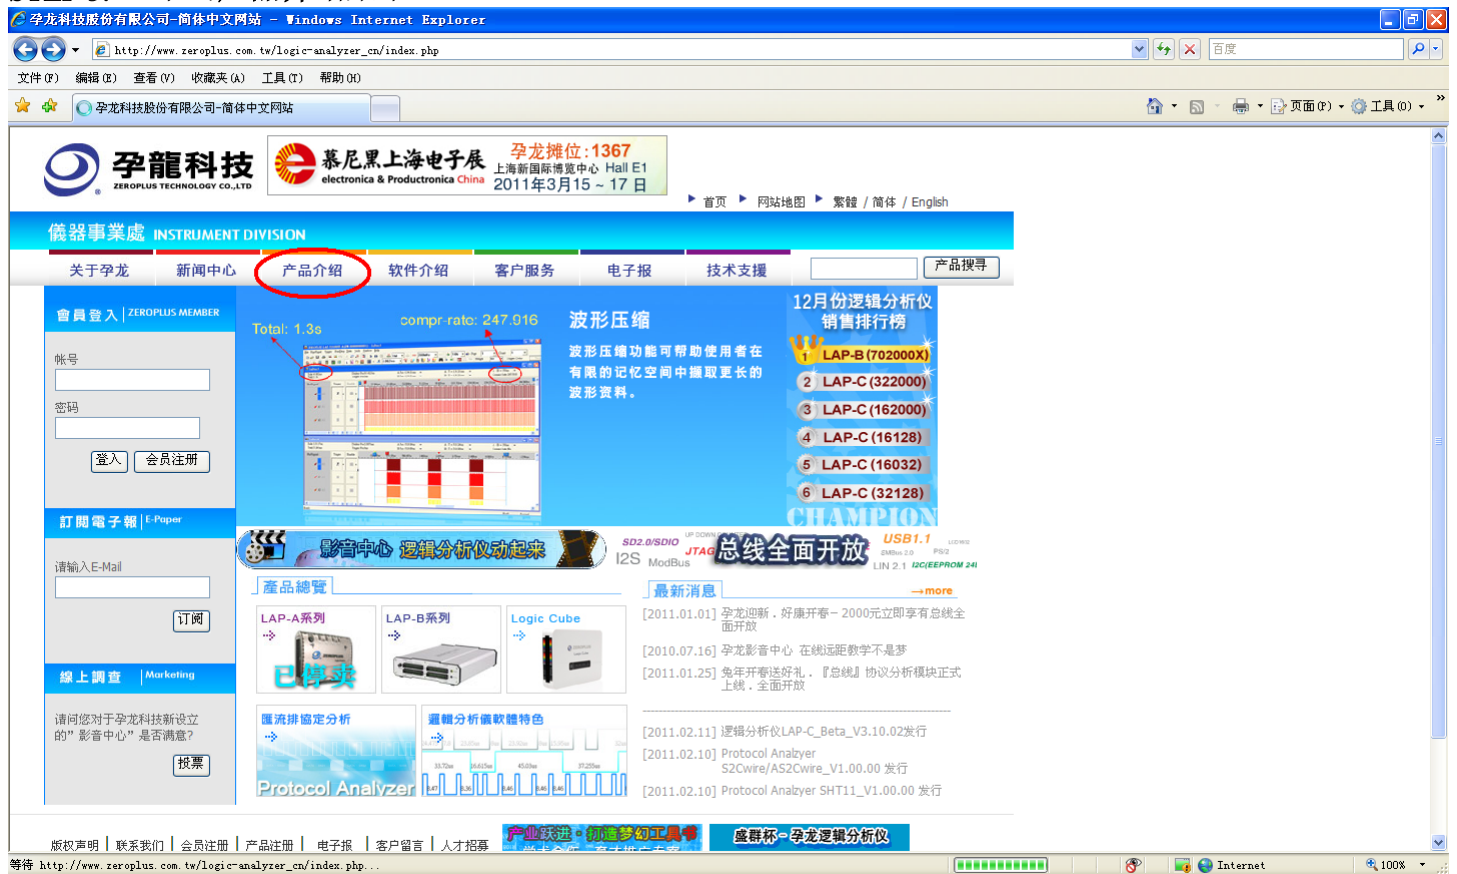 孕龙科技股份有限公司-简体中文网站 - Windows Internet Explorer
http://www.zeroplus.com.tw/logic-analyzer_cn/index.php
百度
文件(F) 编辑(E) 查看(V) 收藏夹(A) 工具(T) 帮助(H)
孕龙科技股份有限公司-简体中文网站
页面(P) 工具(O)
孕龍科技
ZEROPLUS TECHNOLOGY CO.,LTD
慕尼黑上海电子展
electronica & Productronica China
孕龙摊位:1367
上海新国际博览中心 Hall E1
2011年3月15 ~ 17 日
首页 网站地图 繁體 / 简体 / English
儀器事業處 INSTRUMENT DIVISION
关于孕龙 新闻中心 产品介绍 软件介绍 客户服务 电子报 技术支援 产品搜寻
會員登入 ZEROPLUS MEMBER
帐号
密码
登入 会员注册
Total: 1.3s
compr-rate: 247.916
波形压缩
波形压缩功能可帮助使用者在
有限的记忆空间中撷取更长的
波形资料。
12月份逻辑分析仪
销售排行榜
1 LAP-B (702000X)
2 LAP-C (322000)
3 LAP-C (162000)
4 LAP-C (16128)
5 LAP-C (16032)
6 LAP-C (32128)
CHAMPION
訂閱電子報 E-Paper
请输入E-Mail
订阅
影音中心 逻辑分析仪动起来
SD2.0/SDIO
I2S ModBus JTAG
总线全面开放
USB1.1
PS/2
LIN 2.1 I2C(EEPROM 24L
產品總覽
LAP-A系列
已停卖
LAP-B系列
Logic Cube
匯流排協定分析
Protocol Analyzer
邏輯分析儀軟體特色
最新消息
→more
[2011.01.01] 孕龙迎新．好康开春－2000元立即享有总线全
面开放
[2010.07.16] 孕龙影音中心 在线远距教学不是梦
[2011.01.25] 兔年开春送好礼．『总线』协议分析模块正式
上线．全面开放
[2011.02.11] 逻辑分析仪LAP-C_Beta_V3.10.02发行
[2011.02.10] Protocol Analzyer
S2Cwire/AS2Cwire_V1.00.00 发行
[2011.02.10] Protocol Analzyer SHT11_V1.00.00 发行
線上調查 Marketing
请问您对于孕龙科技新设立
的”影音中心”是否满意?
投票
版权声明 联系我们 会员注册 产品注册 电子报 客户留言 人才招募
产业跃进・打造梦幻工具书
盛群杯－孕龙逻辑分析仪
等待 http://www.zeroplus.com.tw/logic-analyzer_cn/index.php...
Internet
100%